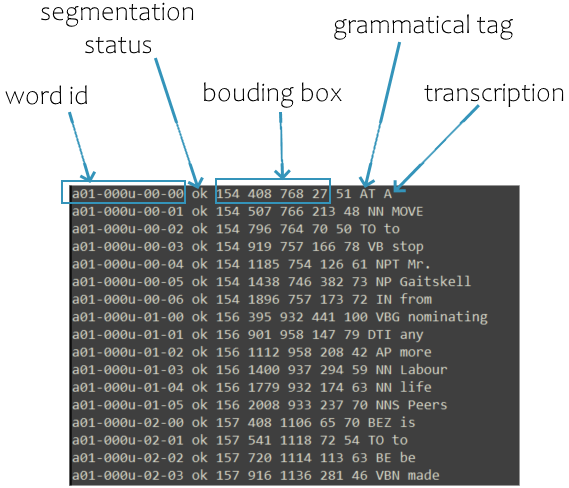 segmentation
status
grammatical tag
word id
bouding box
transcription
a01-000u-00-00 ok 154 408 768 27 51 AT A
a01-000u-00-01 ok 154 507 766 213 48 NN MOVE
a01-000u-00-02 ok 154 796 764 70 50 TO to
a01-000u-00-03 ok 154 919 757 166 78 VB stop
a01-000u-00-04 ok 154 1185 754 126 61 NPT Mr.
a01-000u-00-05 ok 154 1438 746 382 73 NP Gaitskell
a01-000u-00-06 ok 154 1896 757 173 72 IN from
a01-000u-01-00 ok 156 395 932 441 100 VBG nominating
a01-000u-01-01 ok 156 901 958 147 79 DTI any
a01-000u-01-02 ok 156 1112 958 208 42 AP more
a01-000u-01-03 ok 156 1400 937 294 59 NN Labour
a01-000u-01-04 ok 156 1779 932 174 63 NN life
a01-000u-01-05 ok 156 2008 933 237 70 NNS Peers
a01-000u-02-00 ok 157 408 1106 65 70 BEZ is
a01-000u-02-01 ok 157 541 1118 72 54 TO to
a01-000u-02-02 ok 157 720 1114 113 63 BE be
a01-000u-02-03 ok 157 916 1136 281 46 VBN made